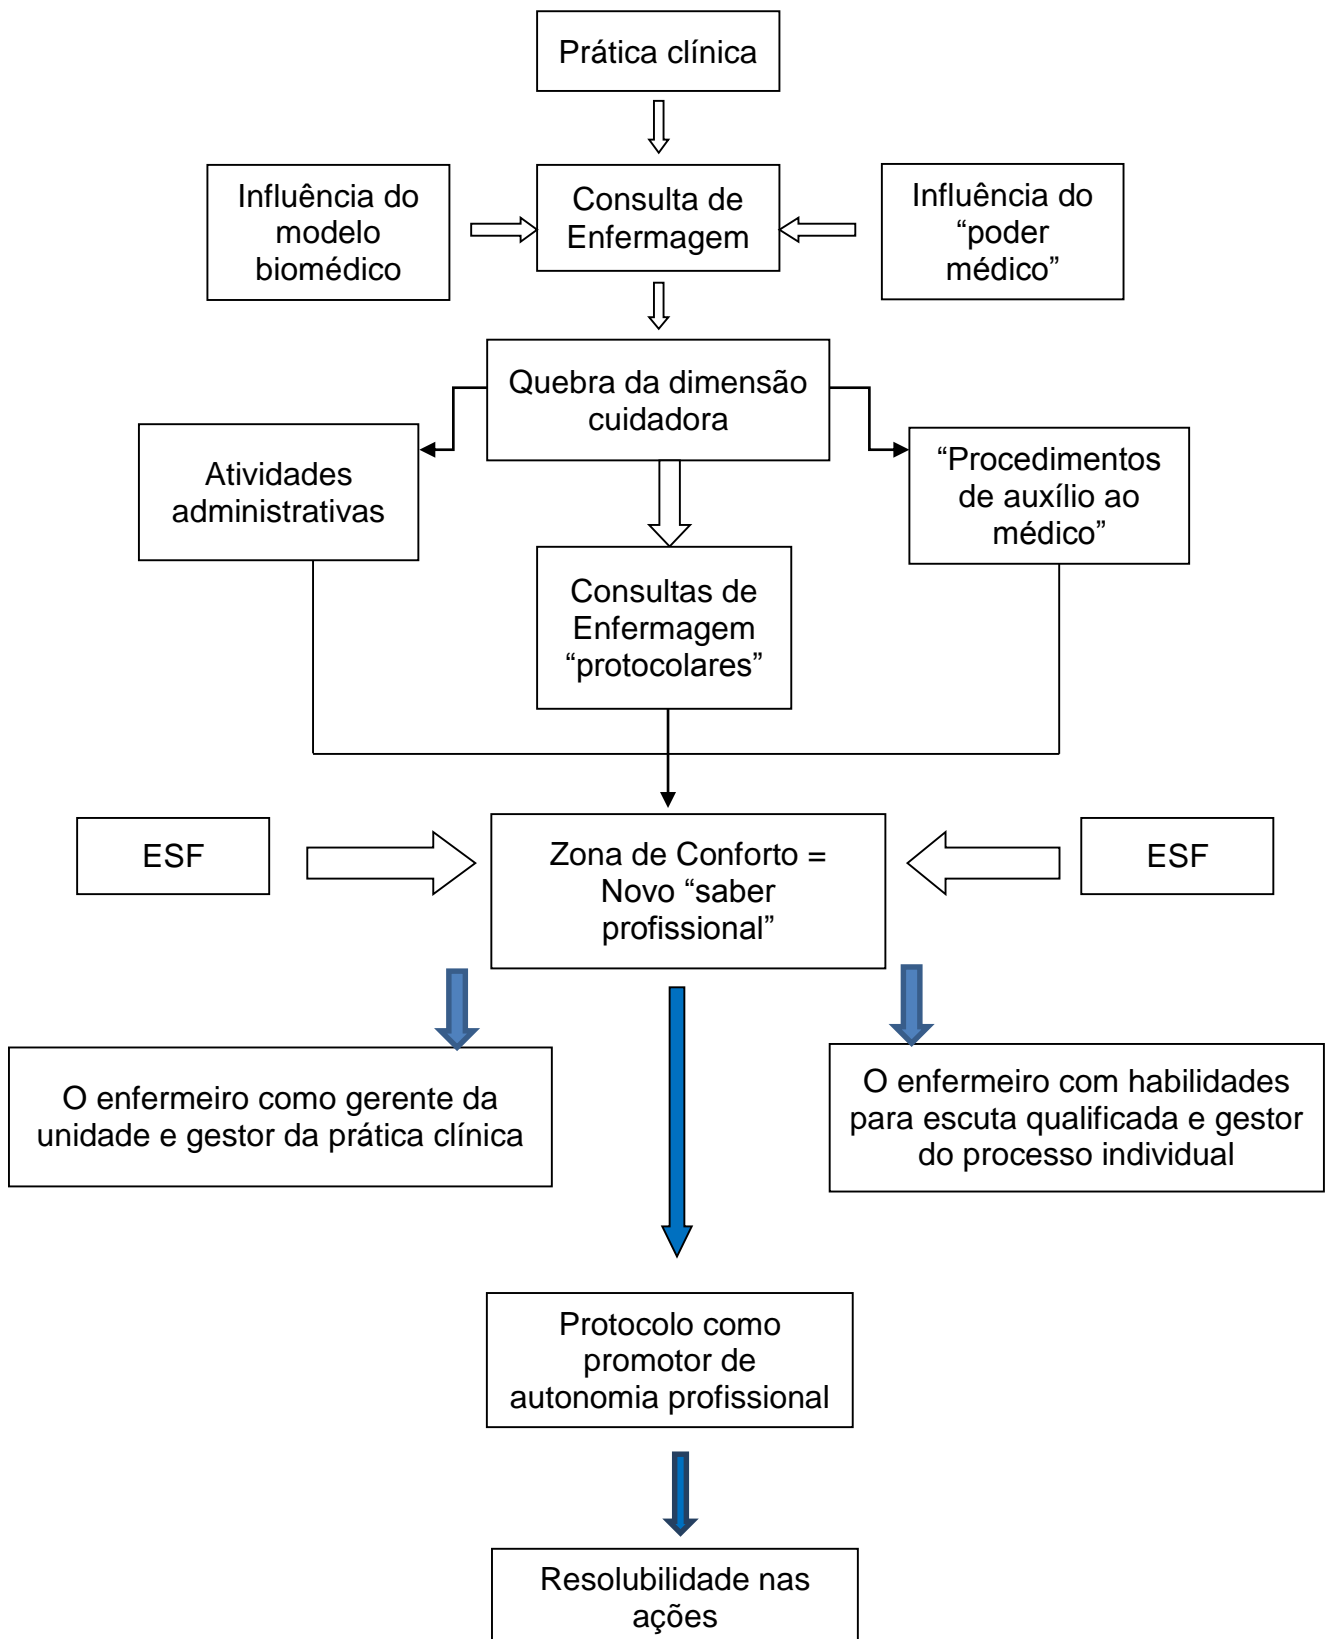 Prática clínica
Influência do
modelo
biomédico
Consulta de
Enfermagem
Influência do
“poder
médico”
Quebra da dimensão
cuidadora
Atividades
administrativas
“Procedimentos
de auxílio ao
médico”
Consultas de
Enfermagem
“protocolares”
ESF
Zona de Conforto =
Novo “saber
profissional”
ESF
O enfermeiro como gerente da
unidade e gestor da prática clínica
O enfermeiro com habilidades
para escuta qualificada e gestor
do processo individual
Protocolo como
promotor de
autonomia profissional
Resolubilidade nas
ações